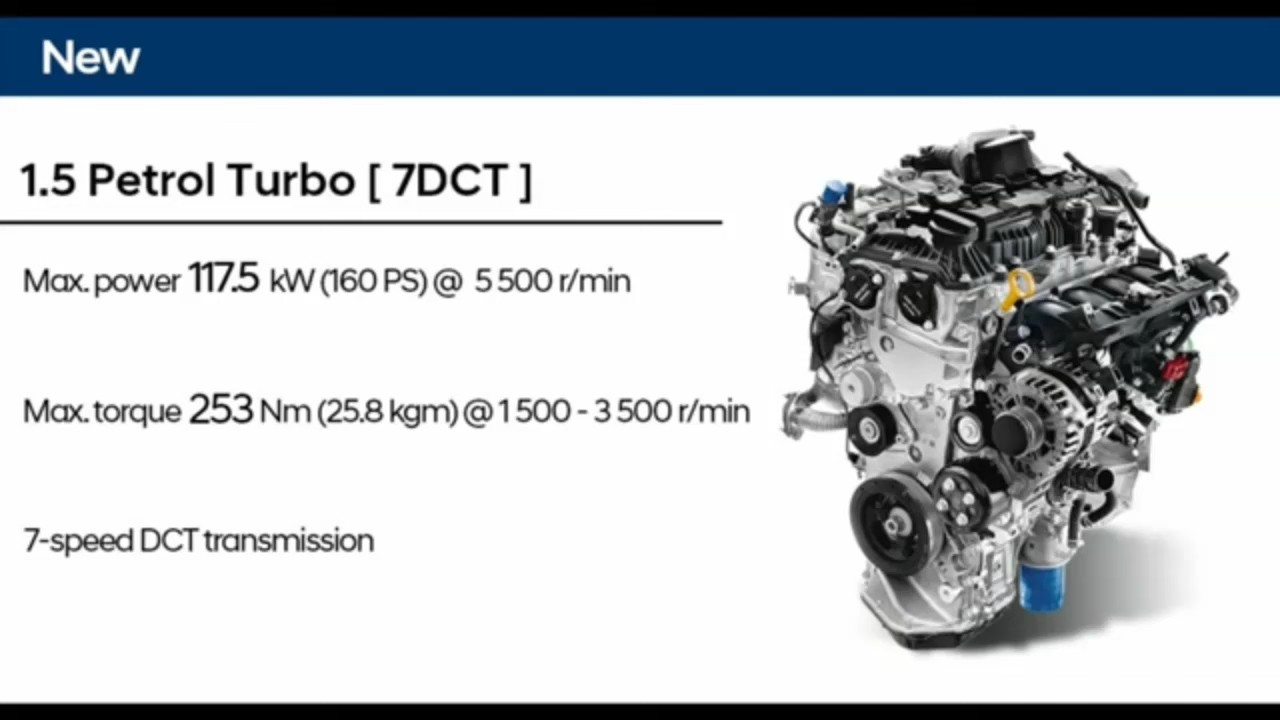 New
1.5 Petrol Turbo [ 7DCT ]
Max. power 117.5 kW (160 PS) @ 5 500 r/min
Max. torque 253 Nm (25.8 kgm) @ 1 500 - 3 500 r/min
7-speed DCT transmission